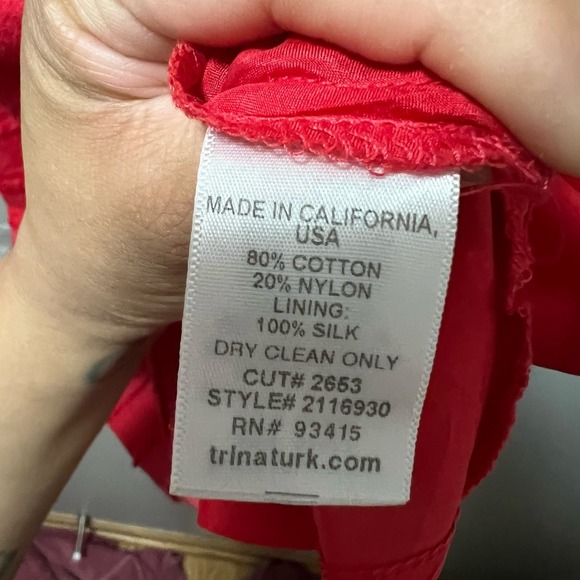 MADE IN CALIFORNIA,
USA
80% COTTON
20% NYLON
LINING:
100% SILK
DRY CLEAN ONLY
CUT# 2653
STYLE# 2116930
RN# 93415
trinaturk.com